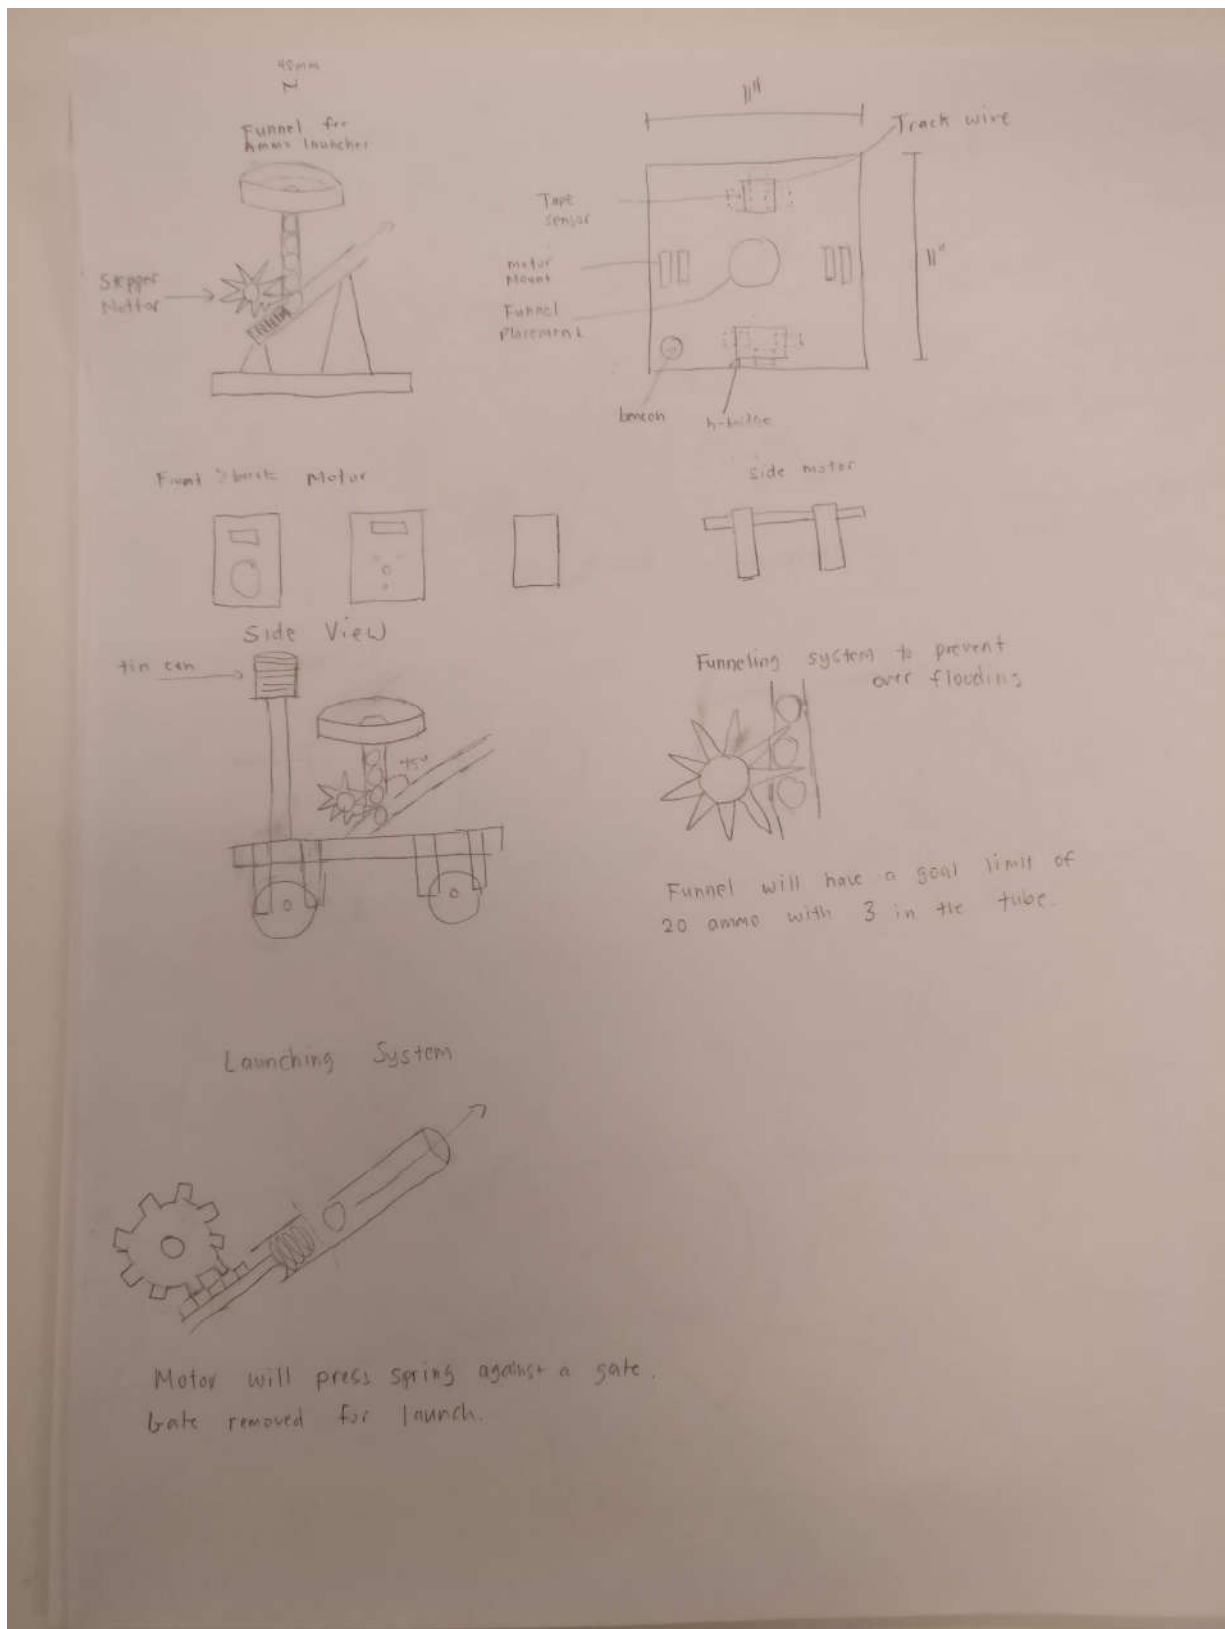 40mm
Funnel for
Ammo launcher
Stepper
Mottor
11"
Track wire
Tape
sensor
11"
motor
Mount
Funnel
Placement
beacon
h-bridge
Front back Motor
side motor
Side View
tin can
45°
Funneling system to prevent
over flooding
Funnel will have a goal limit of
20 ammo with 3 in the tube.
Launching System
Motor will press spring against a gate.
Gate removed for launch.